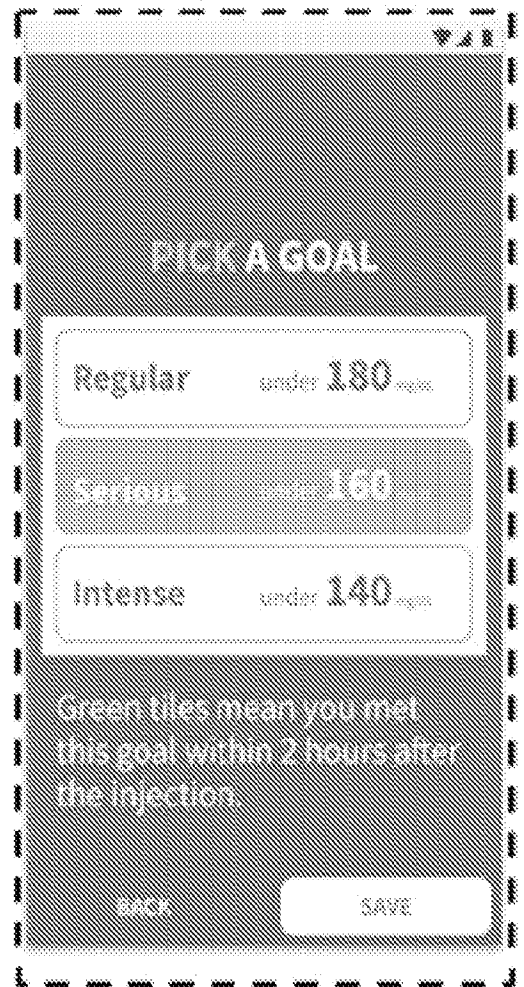 PICK A GOAL
Regular under 180
Serious under 160
Intense under 140
Green tiles mean you met
this goal within 2 hours after
the injection.
BACK SAVE